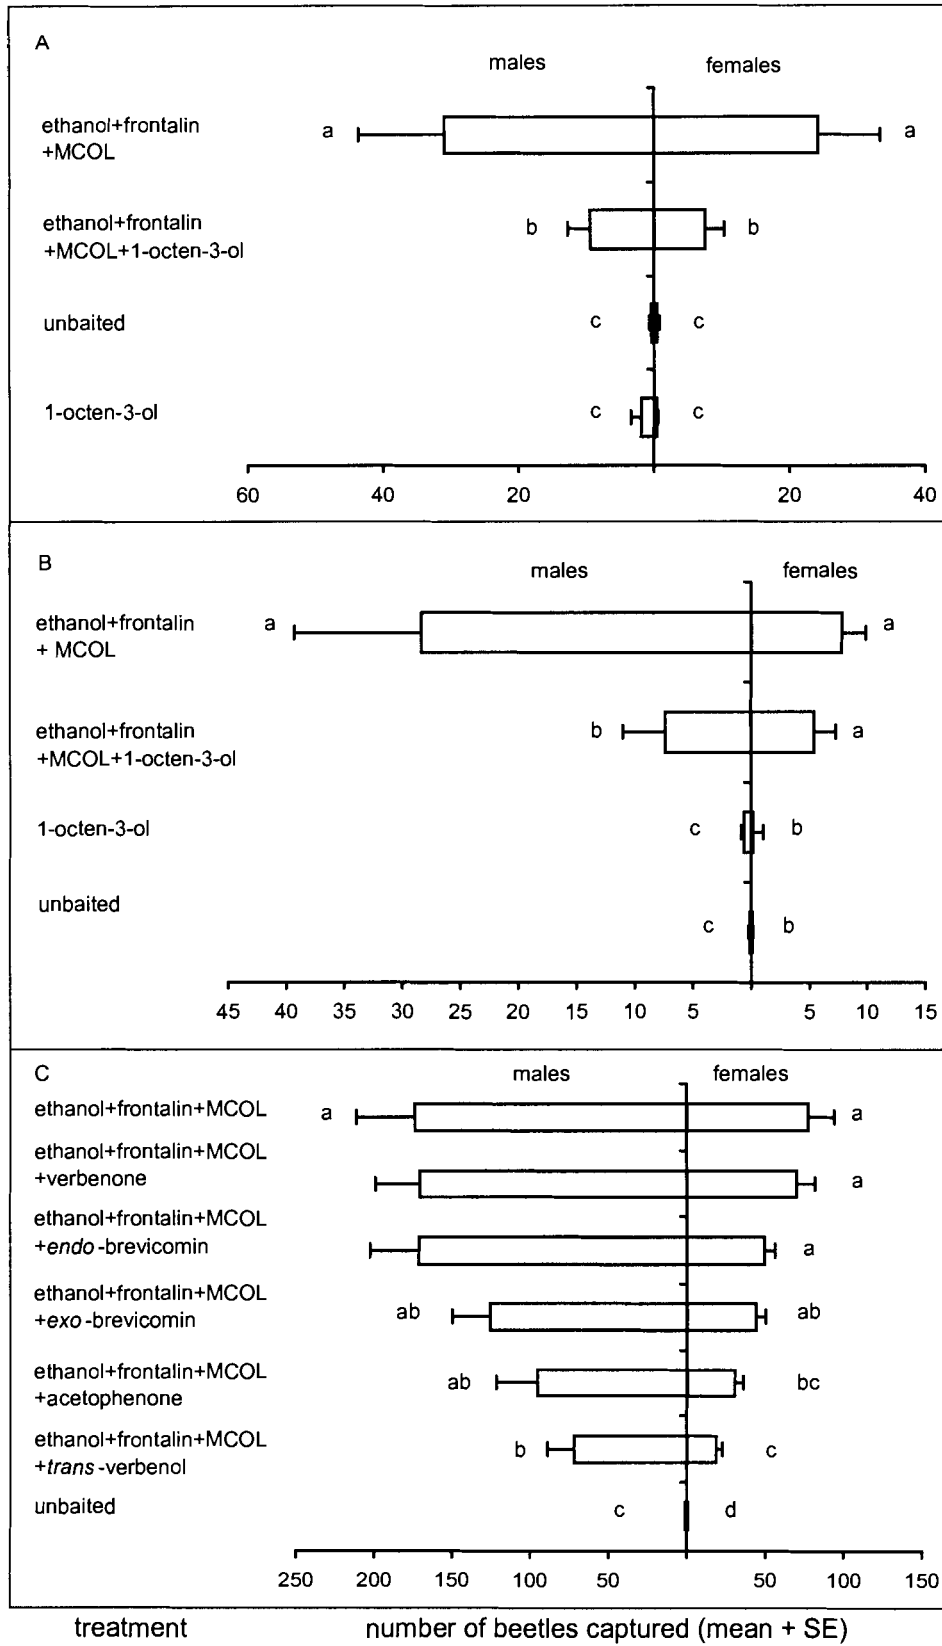 A
males females
ethanol+frontalin
+MCOL
a a
ethanol+frontalin
+MCOL+1-octen-3-ol
b b
unbaited
c c
1-octen-3-ol
c c
60 40 20 20 40
B
males females
ethanol+frontalin
+ MCOL
a a
ethanol+frontalin
+MCOL+1-octen-3-ol
b a
1-octen-3-ol
c b
unbaited
c b
45 40 35 30 25 20 15 10 5 5 10 15
C
males females
ethanol+frontalin+MCOL
a a
ethanol+frontalin+MCOL
+verbenone
a
ethanol+frontalin+MCOL
+endo-brevicomin
a
ethanol+frontalin+MCOL
+exo-brevicomin
ab ab
ethanol+frontalin+MCOL
+acetophenone
ab bc
ethanol+frontalin+MCOL
+trans-verbenol
b c
unbaited
c d
250 200 150 100 50 50 100 150
treatment number of beetles captured (mean + SE)